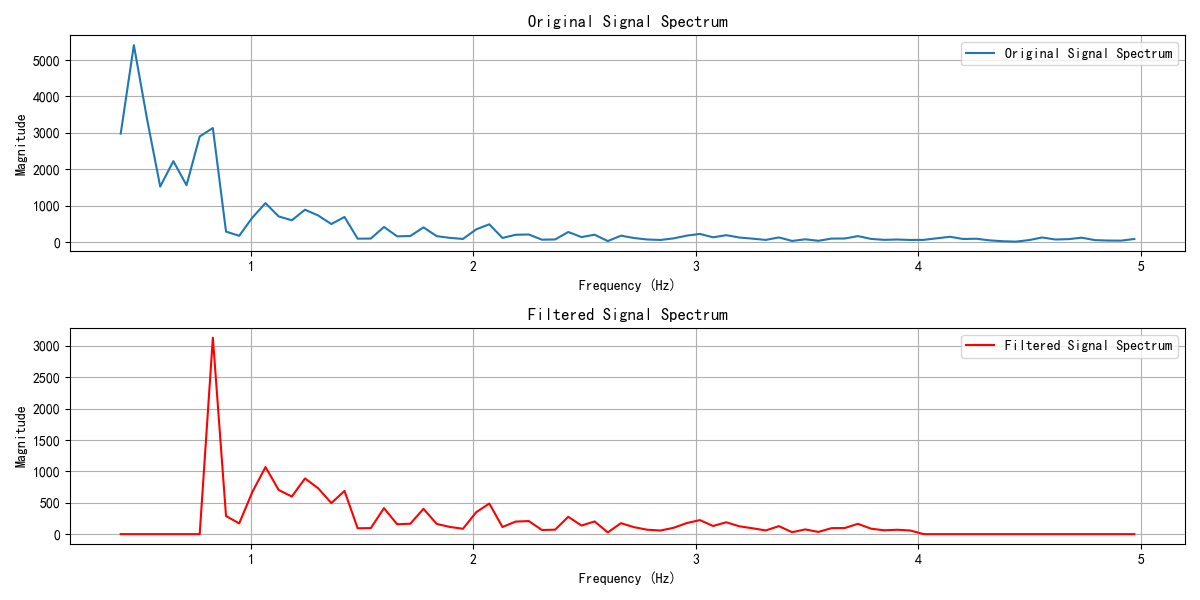 Original Signal Spectrum
Original Signal Spectrum
5000
4000
3000
2000
1000
0
Magnitude
1 2 3 4 5
Frequency (Hz)
Filtered Signal Spectrum
Filtered Signal Spectrum
3000
2500
2000
1500
1000
500
0
Magnitude
1 2 3 4 5
Frequency (Hz)